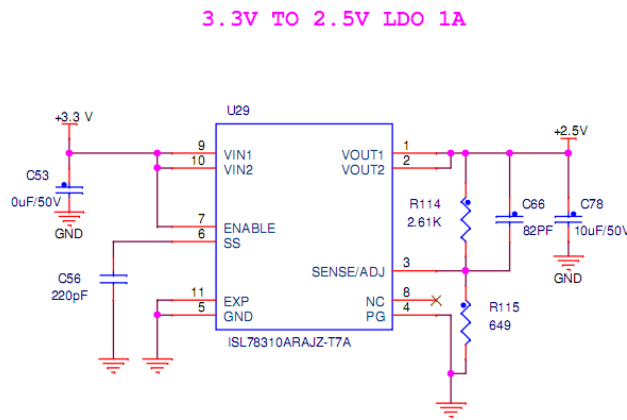 3.3V TO 2.5V LDO 1A
U29
+3.3 V
+2.5V
9 VIN1 VOUT1 1
10 VIN2 VOUT2 2
C53
0uF/50V
GND
R114
2.61K
C66
82PF
C78
10uF/50V
GND
7 ENABLE
6 SS
C56
220pF
SENSE/ADJ 3
11 EXP NC 8
5 GND PG 4
R115
649
ISL78310ARAJZ-T7A